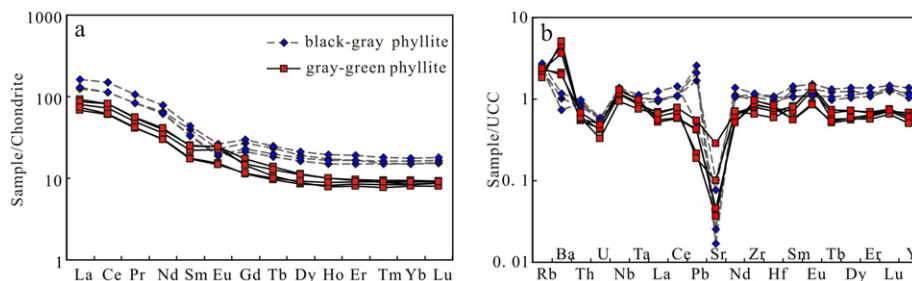 a
1000
100
10
1
Sample/Chondrite
black-gray phyllite
gray-green phyllite
La Ce Pr Nd Sm Eu Gd Tb Dy Ho Er Tm Yb Lu
b
10
1
0.1
0.01
Sample/UCC
Ba U Ta Ce Sr Zr Sm Tb Er Yb
Rb Th Nb La Pb Nd Hf Eu Dy Lu